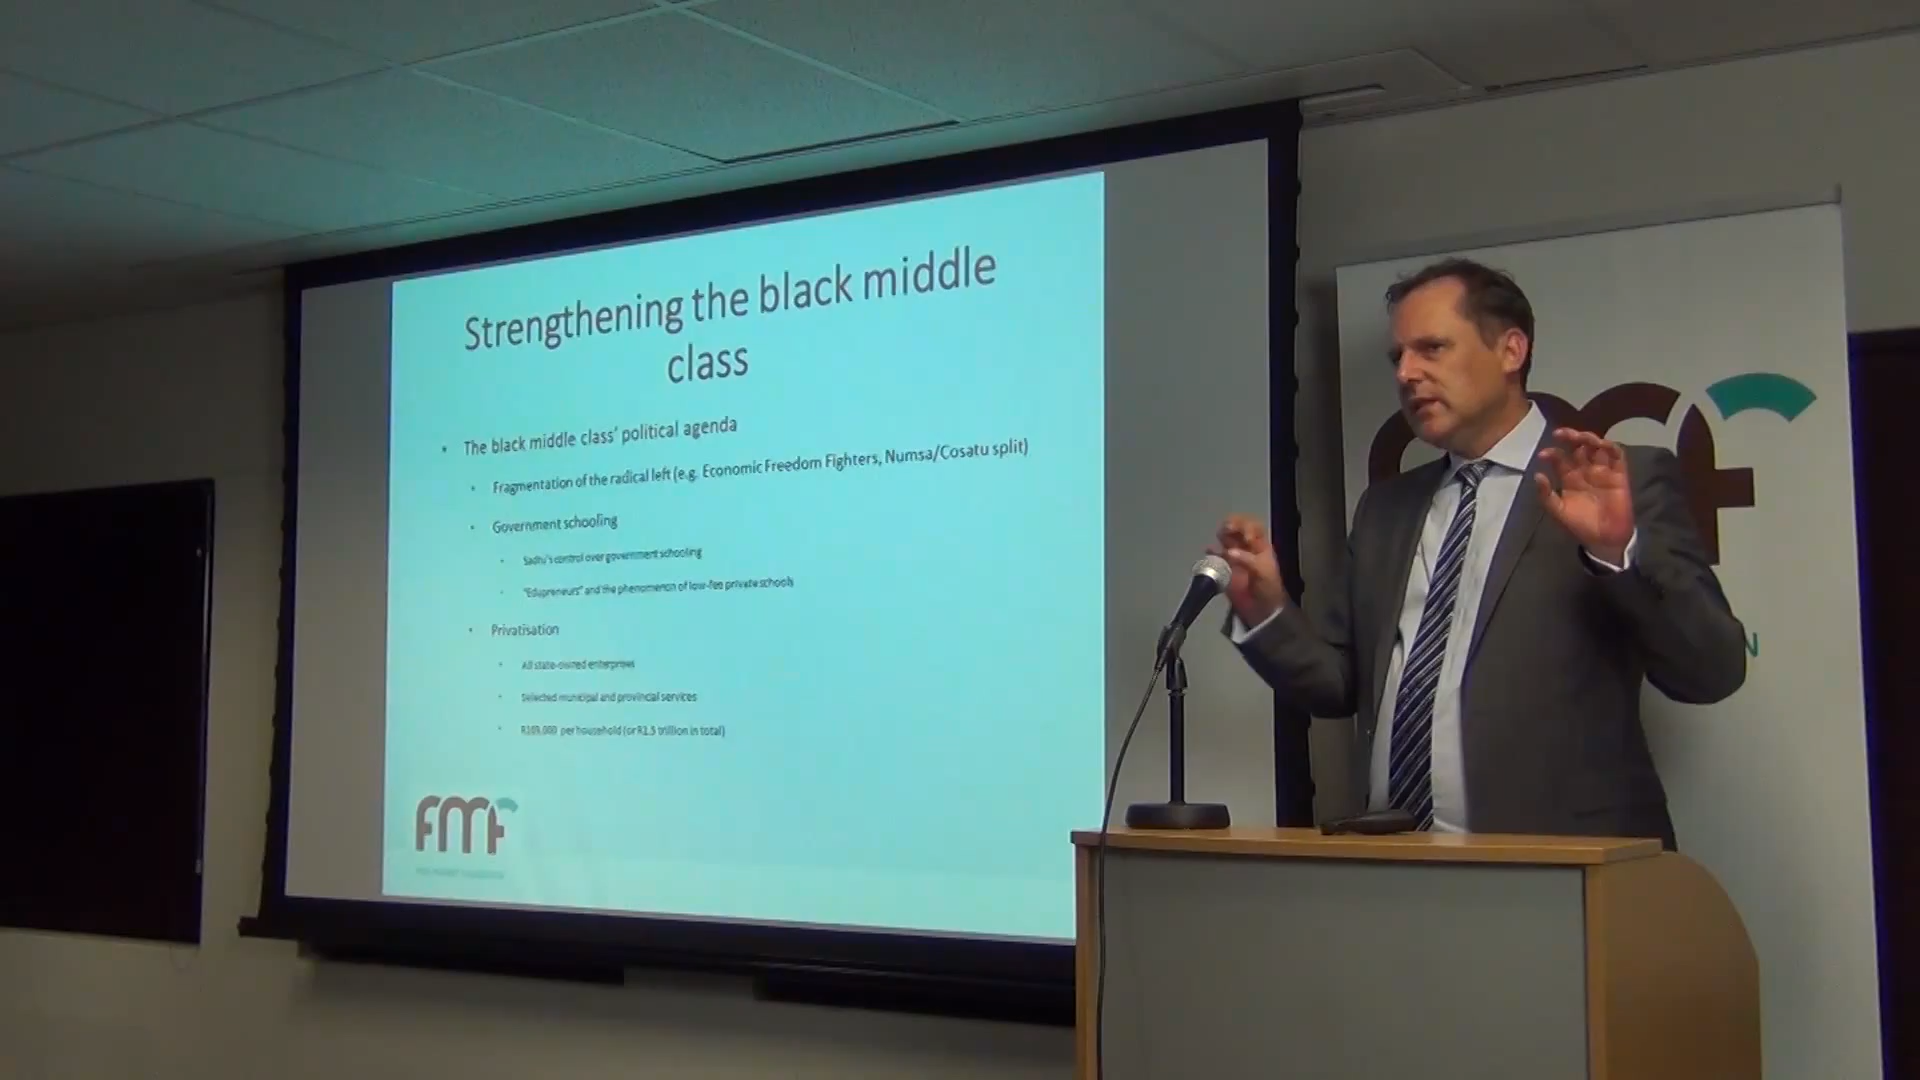 Strengthening the black middle
class
• The black middle class' political agenda
• Fragmentation of the radical left (e.g. Economic Freedom Fighters, Numsa/Cosatu split)
• Government schooling
• Sadtu's control over government schooling
• "Edupreneurs" and the phenomenon of low-fee private schools
• Privatisation
• All state-owned enterprises
• Selected municipal and provincial services
• per household (or R1.5 trillion in total)
FMF
FREE MARKET FOUNDATION
N